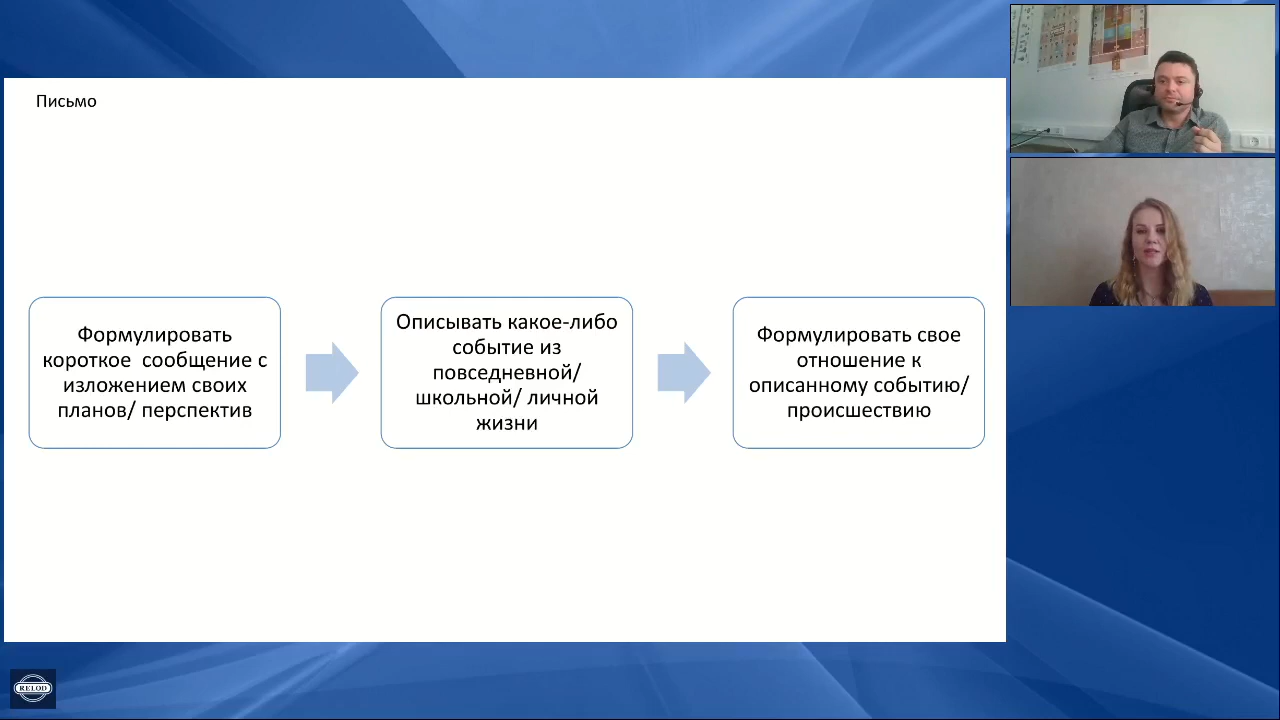 Письмо
Формулировать
короткое сообщение с
изложением своих
планов/ перспектив
Описывать какое-либо
событие из
повседневной/
школьной/ личной
жизни
Формулировать свое
отношение к
описанному событию/
происшествию
RELOD